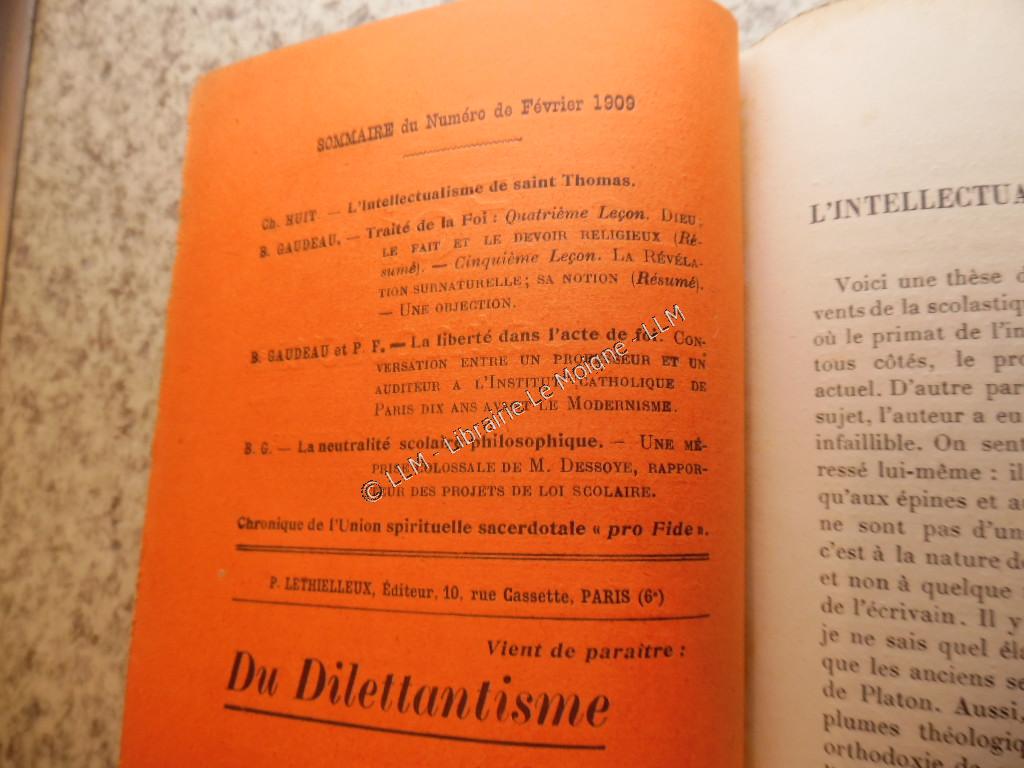 SOMMAIRE du Numéro de Février 1909
Ch. HUIT. — L'Intellectualisme de saint Thomas.
B. GAUDEAU. — Traité de la Foi : Quatrième Leçon. DIEU,
LE FAIT ET LE DEVOIR RELIGIEUX (Ré-
sumé). — Cinquième Leçon. LA RÉVÉLA-
TION SURNATURELLE ; SA NOTION (Résumé).
— UNE OBJECTION.
B. GAUDEAU et P. F. — La liberté dans l'acte de foi. CON-
VERSATION ENTRE UN PROFESSEUR ET UN
AUDITEUR A L'INSTITUT CATHOLIQUE DE
PARIS DIX ANS AVANT LE MODERNISME.
B. G. — La neutralité scolaire philosophique. — UNE MÉ-
PRISE COLOSSALE DE M. DESSOYE, RAPPOR-
TEUR DES PROJETS DE LOI SCOLAIRE.
Chronique de l'Union spirituelle sacerdotale « pro Fide ».
P. LETHIELLEUX, Éditeur, 10, rue Cassette, PARIS (6e)
Vient de paraître :
Du Dilettantisme
© LLM - Librairie Le Moigne - LLM
L'INTELLECTUA
Voici une thèse d
vents de la scolastiq
où le primat de l'in
tous côtés, le pro
actuel. D'autre par
sujet, l'auteur a eu
infaillible. On sent
ressé lui-même : il
qu'aux épines et a
ne sont pas d'un
c'est à la nature de
et non à quelque
de l'écrivain. Il y
je ne sais quel éla
que les anciens se
de Platon. Aussi,
plumes théologiq
orthodoxie de